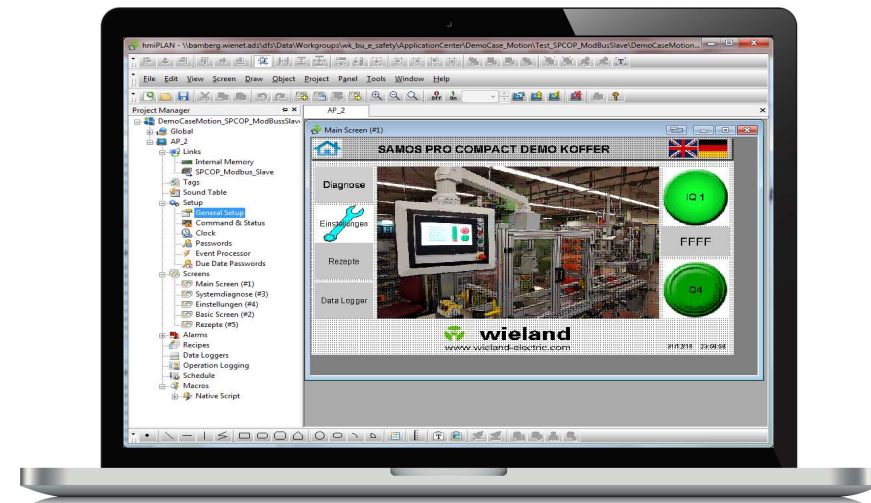 hmiPLAN - \\bamberg.wienet.ads\dfs\Data\Workgroups\wk_bu_e_safety\ApplicationCenter\DemoCase_Motion\Test_SPCOP_ModBusSlave\DemoCaseMotion...
File Edit View Screen Draw Object Project Panel Tools Window Help
Project Manager
AP_2
DemoCaseMotion_SPCOP_ModBussSlav
Global
AP_2
Links
Internal Memory
SPCOP_Modbus_Slave
Tags
Sound Table
Setup
General Setup
Command & Status
Clock
Passwords
Event Processor
Due Date Passwords
Screens
Main Screen (#1)
Systemdiagnose (#3)
Einstellungen (#4)
Basic Screen (#2)
Rezepte (#5)
Alarms
Recipes
Data Loggers
Operation Logging
Schedule
Macros
Native Script
Main Screen (#1)
SAMOS PRO COMPACT DEMO KOFFER
Diagnose
Einstellungen
Rezepte
Data Logger
IQ 1
FFFF
Q4
wieland
www.wieland-electric.com